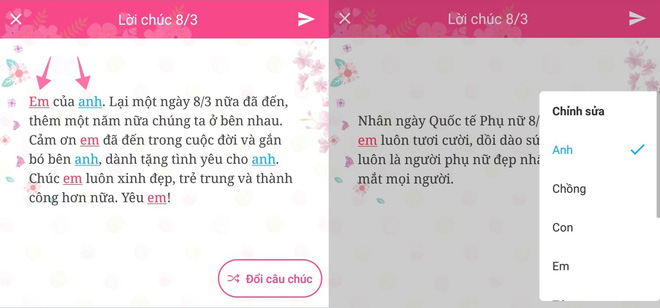 Lời chúc 8/3
Em của anh. Lại một ngày 8/3 nữa đã đến,
thêm một năm nữa chúng ta ở bên nhau.
Cảm ơn em đã đến trong cuộc đời và gắn
bó bên anh, dành tặng tình yêu cho anh.
Chúc em luôn xinh đẹp, trẻ trung và thành
công hơn nữa. Yêu em!
Đổi câu chúc
Lời chúc 8/3
Nhân ngày Quốc tế Phụ nữ 8/
em luôn tươi cười, dồi dào sú
luôn là người phụ nữ đẹp nhấ
mắt mọi người.
Chỉnh sửa
Anh
Chồng
Con
Em